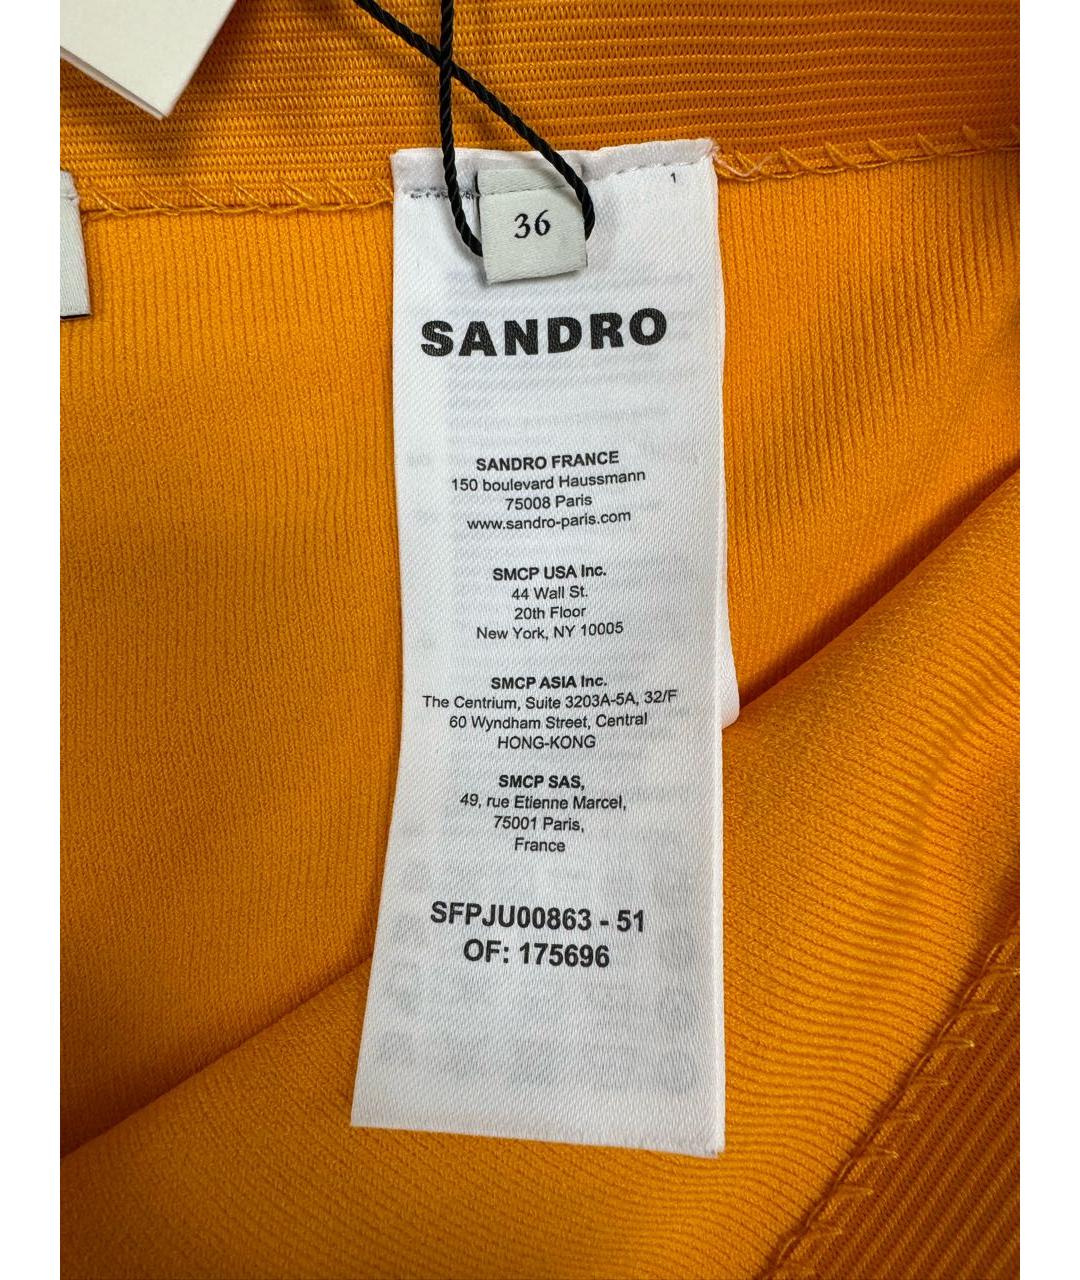 1
36
SANDRO
SANDRO FRANCE
150 boulevard Haussmann
75008 Paris
www.sandro-paris.com
SMCP USA Inc.
44 Wall St.
20th Floor
New York, NY 10005
SMCP ASIA Inc.
The Centrium, Suite 3203A-5A, 32/F
60 Wyndham Street, Central
HONG-KONG
SMCP SAS,
49, rue Etienne Marcel,
75001 Paris,
France
SFPJU00863 - 51
OF: 175696